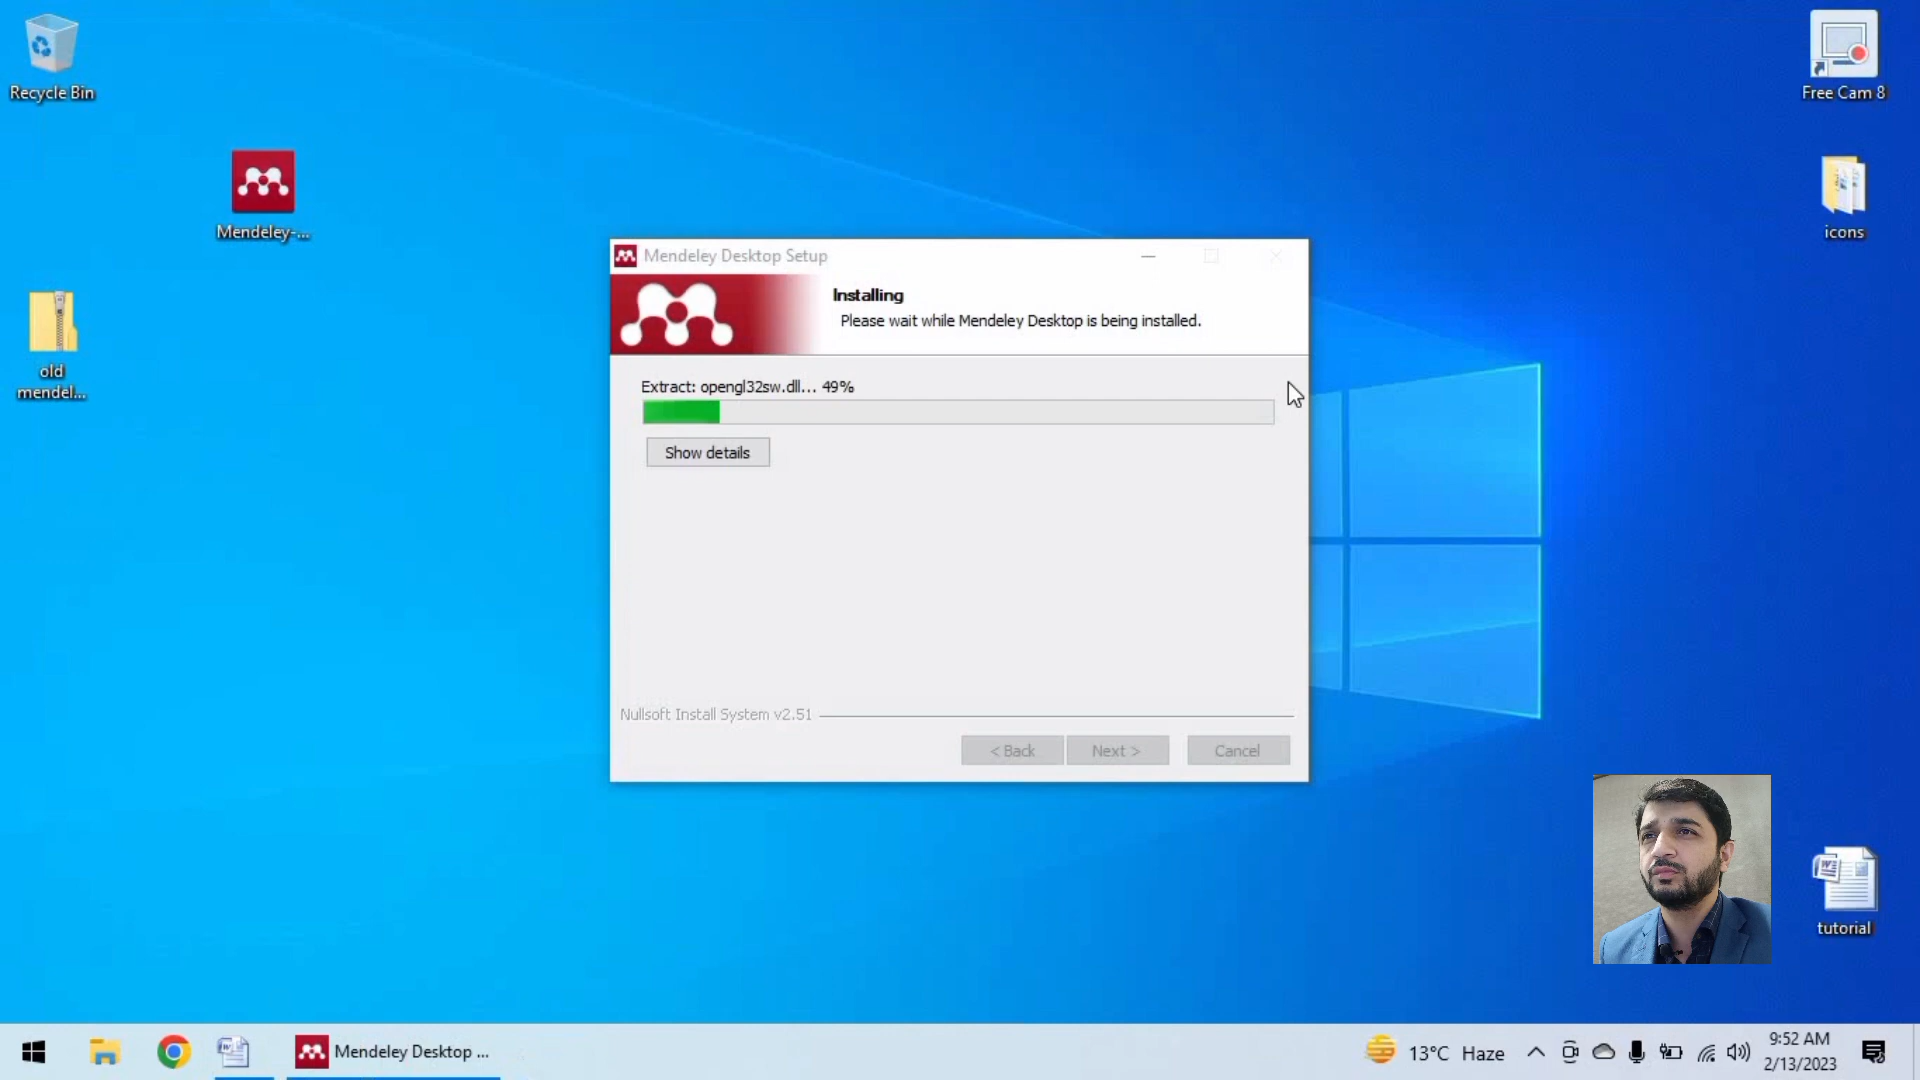 Recycle Bin
Free Cam 8
Mendeley-...
icons
old
mendel...
Mendeley Desktop Setup
Installing
Please wait while Mendeley Desktop is being installed.
Extract: opengl32sw.dll... 49%
Show details
Nullsoft Install System v2.51
< Back
Next >
Cancel
tutorial
Mendeley Desktop ...
13°C Haze
9:52 AM
2/13/2023